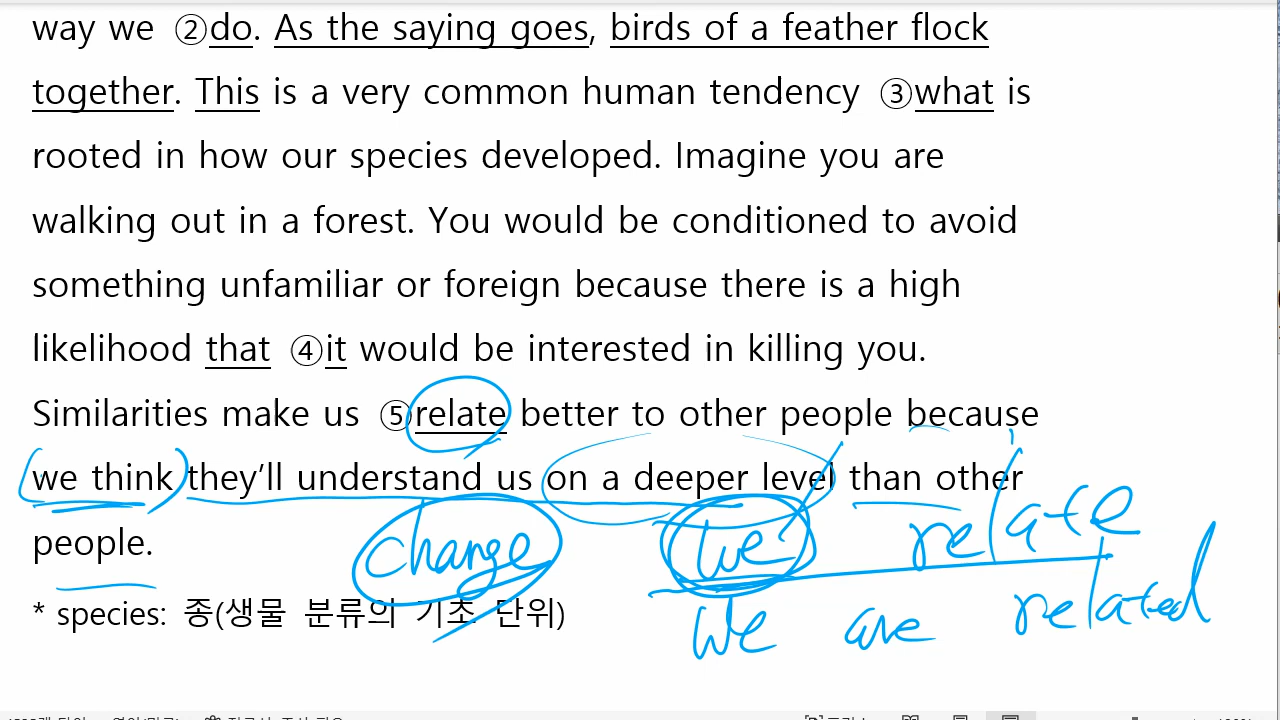 way we ②do. As the saying goes, birds of a feather flock
together. This is a very common human tendency ③what is
rooted in how our species developed. Imagine you are
walking out in a forest. You would be conditioned to avoid
something unfamiliar or foreign because there is a high
likelihood that ④it would be interested in killing you.
Similarities make us ⑤relate better to other people because
we think they’ll understand us on a deeper level than other
people.
change we relate
* species: 종(생물 분류의 기초 단위)
we are related